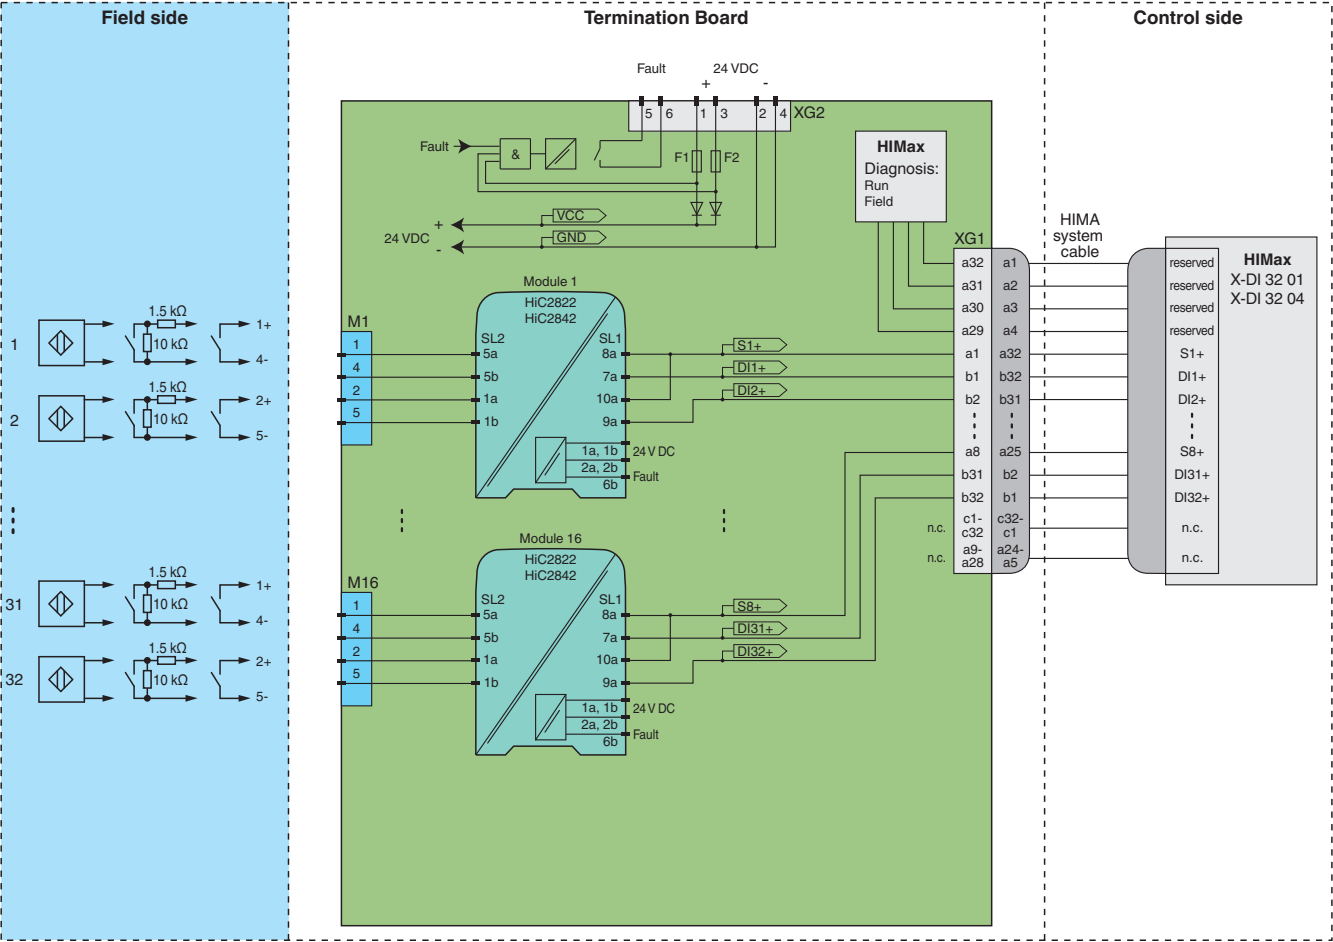 Field side
Termination Board
Control side
Fault
24 VDC
+
-
5 6 1 3 2 4 XG2
Fault
&
F1
F2
VCC
+
24 VDC
-
GND
HIMax
Diagnosis:
Run
Field
XG1
HIMA
system
cable
HIMax
X-DI 32 01
X-DI 32 04
a32 a1 reserved
a31 a2 reserved
a30 a3 reserved
a29 a4 reserved
a1 a32 S1+
b1 b32 DI1+
b2 b31 DI2+
a8 a25 S8+
b31 b2 DI31+
b32 b1 DI32+
n.c.
c1-
c32
c32-
c1
n.c.
n.c.
a9-
a28
a24-
a5
n.c.
1
1.5 kΩ
10 kΩ
1+
4-
2
1.5 kΩ
10 kΩ
2+
5-
31
1.5 kΩ
10 kΩ
1+
4-
32
1.5 kΩ
10 kΩ
2+
5-
M1
1
4
2
5
Module 1
HiC2822
HiC2842
SL2
5a
5b
1a
1b
SL1
8a
7a
10a
9a
1a, 1b
2a, 2b
6b
24 V DC
Fault
S1+
DI1+
DI2+
M16
1
4
2
5
Module 16
HiC2822
HiC2842
SL2
5a
5b
1a
1b
SL1
8a
7a
10a
9a
1a, 1b
2a, 2b
6b
24 V DC
Fault
S8+
DI31+
DI32+